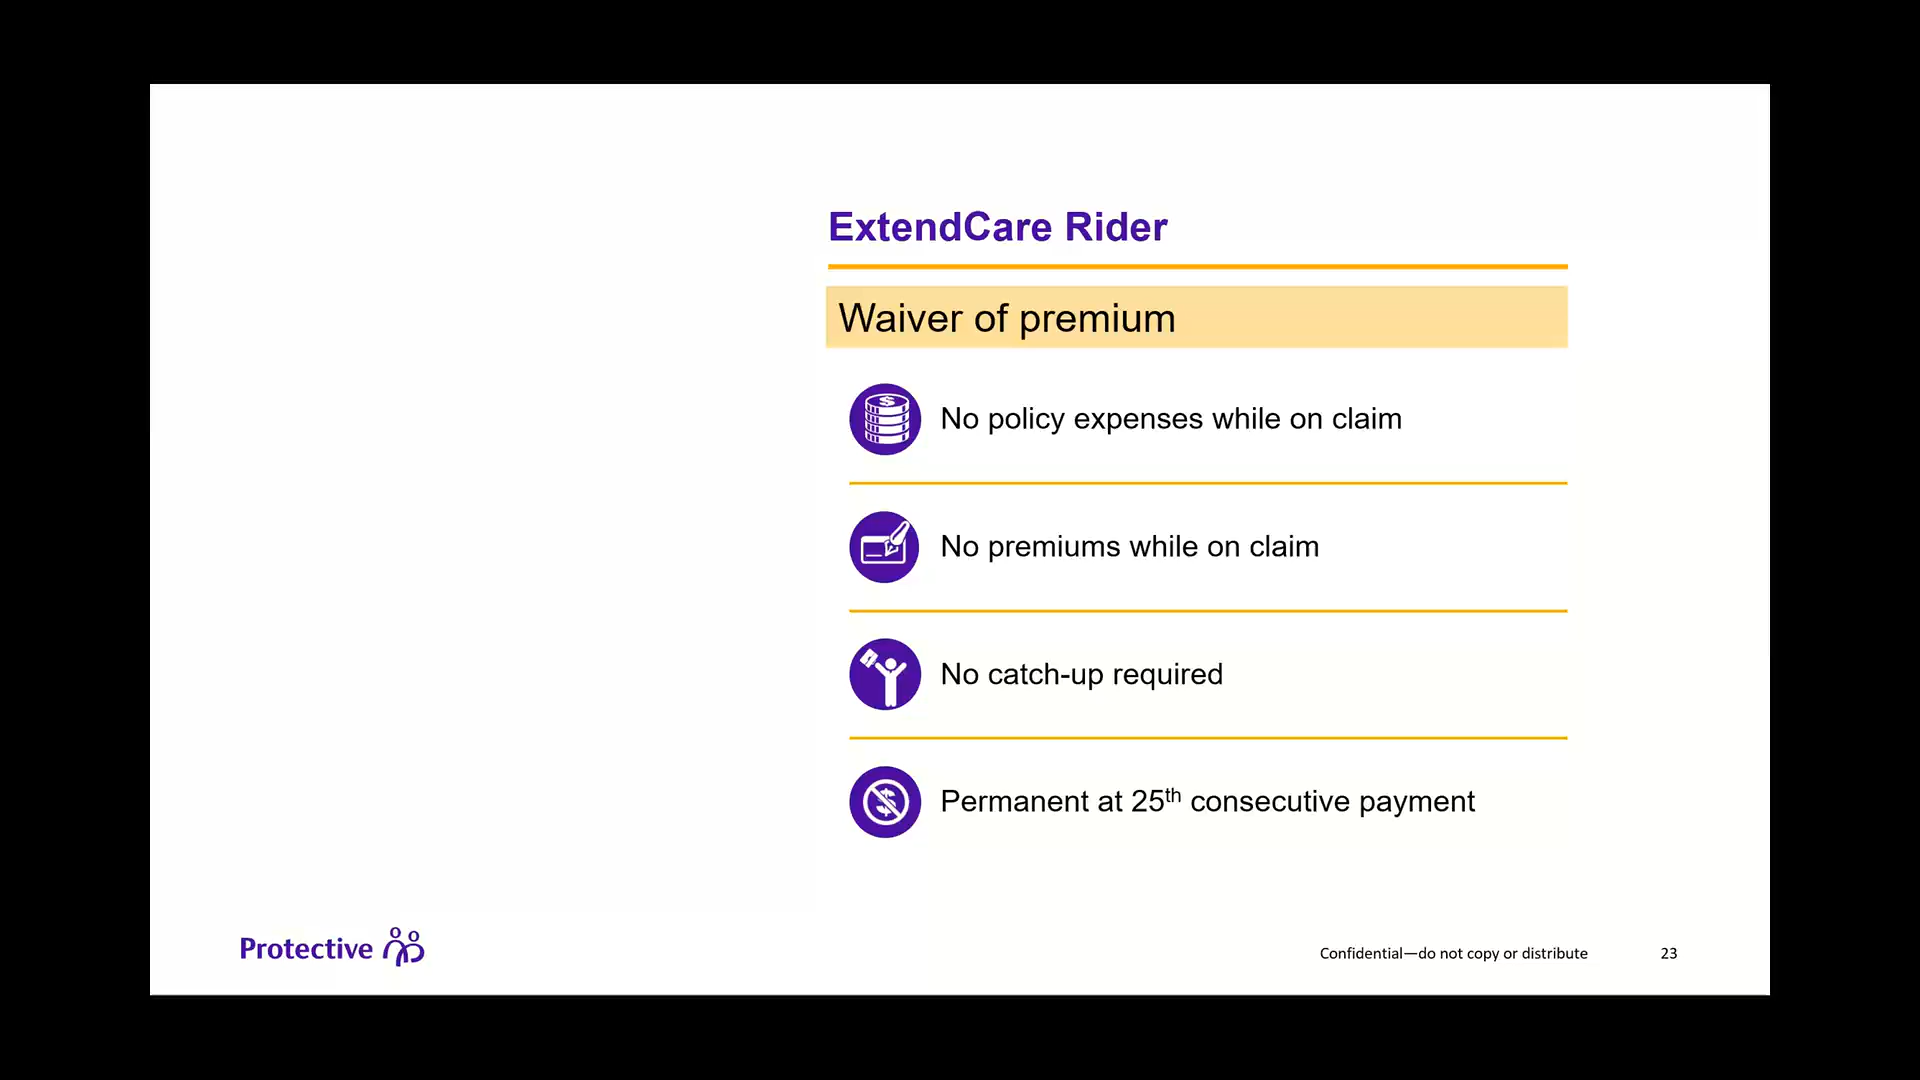 ExtendCare Rider
Waiver of premium
No policy expenses while on claim
No premiums while on claim
No catch-up required
Permanent at 25th consecutive payment
Protective
Confidential—do not copy or distribute
23